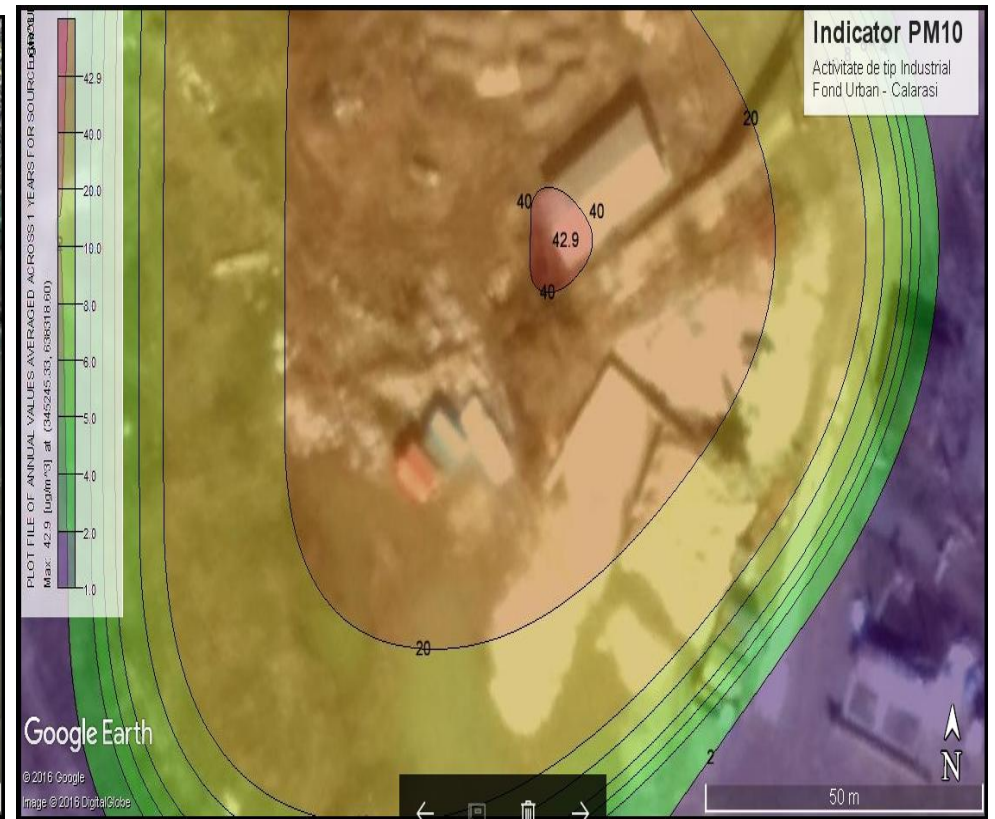 Indicator PM10
Activitate de tip Industrial
Fond Urban - Calarasi
PLOT FILE OF ANNUAL VALUES AVERAGED ACROSS 1 YEARS FOR SOURCE
Max: 42.9 [ug/m^3] at (345245.33, 638318.60)
42.9
40.0
20.0
10.0
8.0
6.0
5.0
4.0
2.0
1.0
20
40
40
42.9
40
20
2
Google Earth
© 2016 Google
Image © 2016 DigitalGlobe
N
50 m